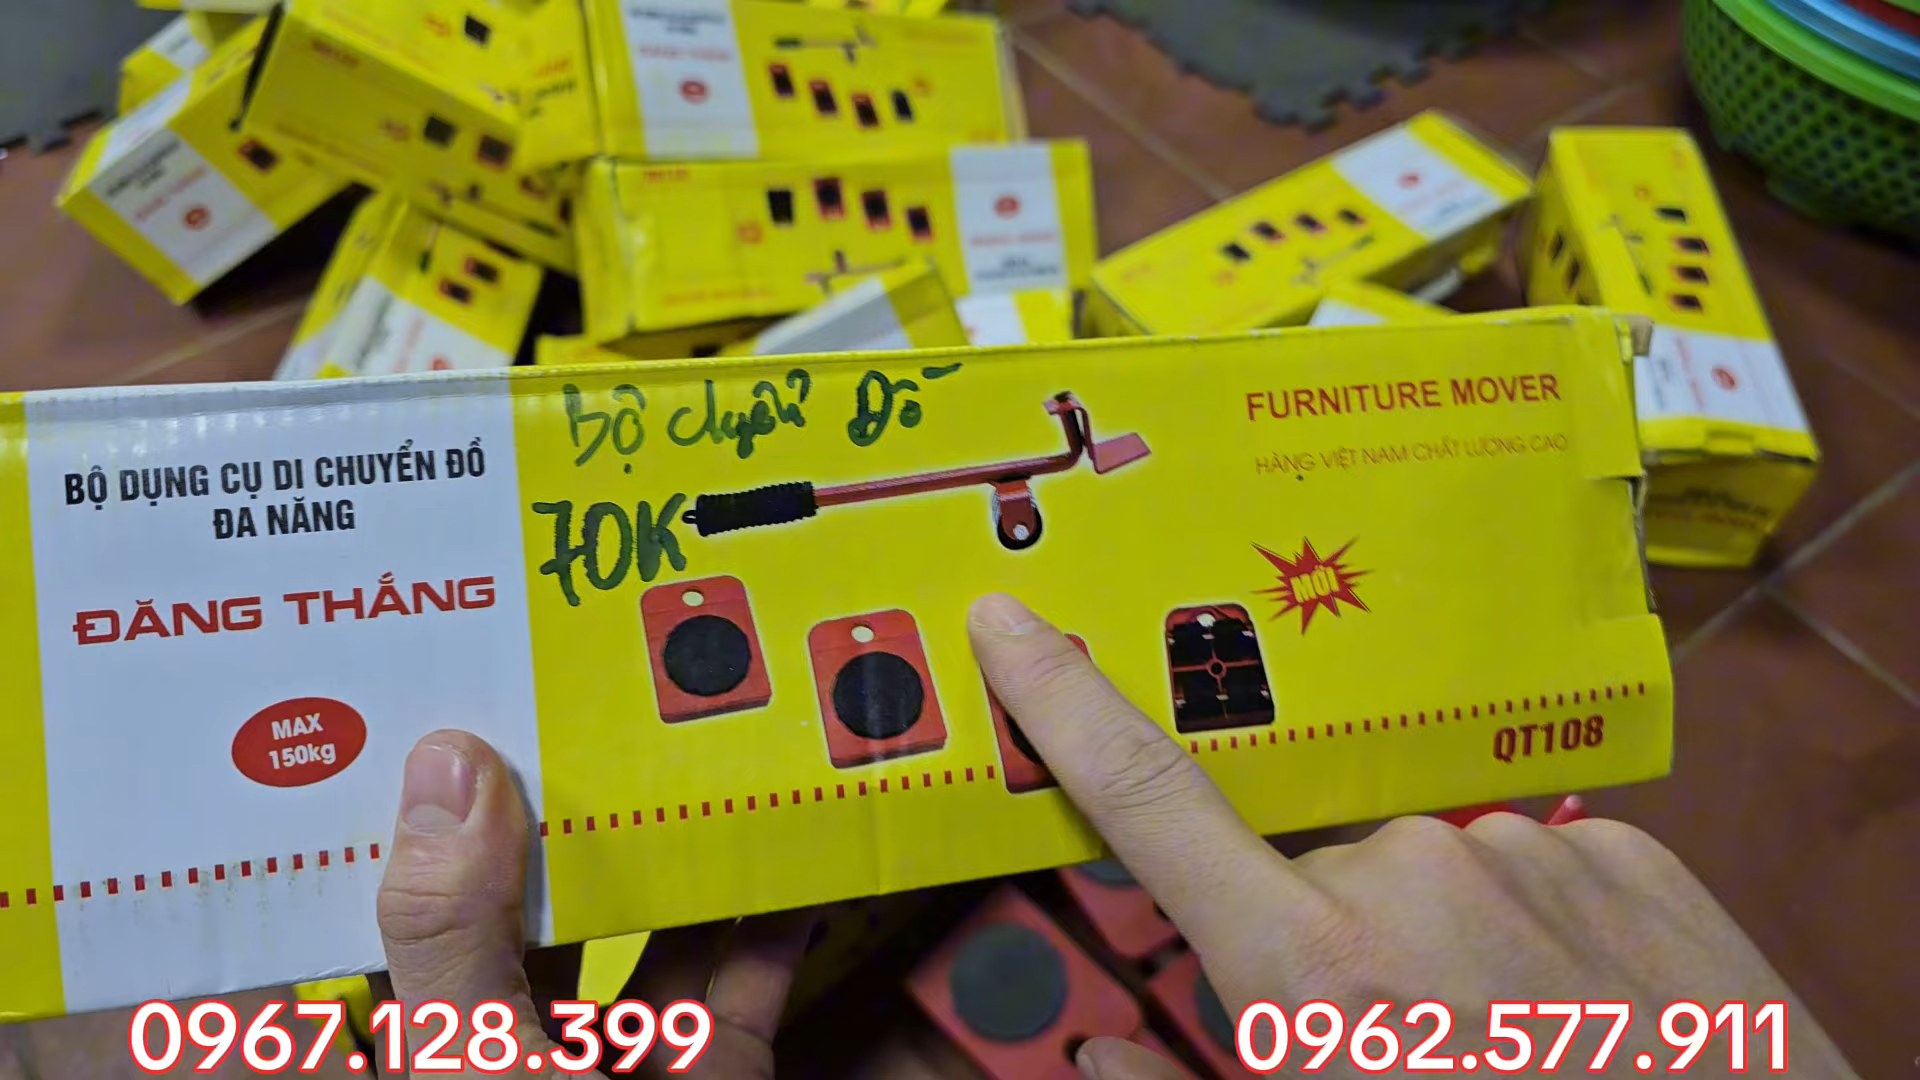 Bộ chuyển Đồ
70K
FURNITURE MOVER
HÀNG VIỆT NAM CHẤT LƯỢNG CAO
BỘ DỤNG CỤ DI CHUYỂN ĐỒ
ĐA NĂNG
ĐĂNG THẮNG
MỚI
MAX
150kg
QT108
0967.128.399
0962.577.911